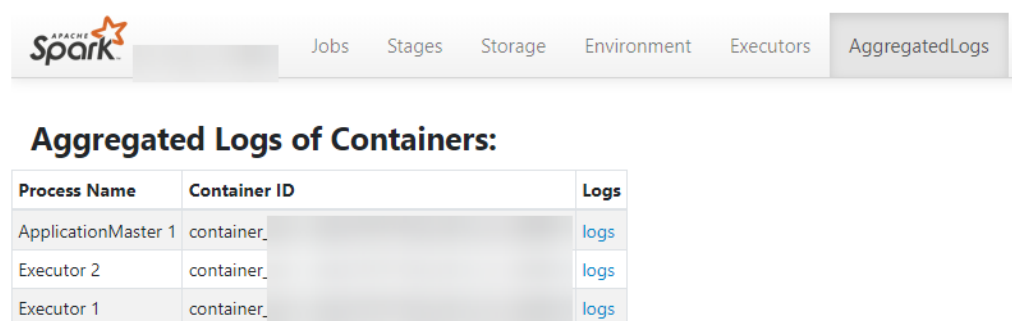 APACHE
Spark
Jobs Stages Storage Environment Executors AggregatedLogs
Aggregated Logs of Containers:
Process Name Container ID Logs
ApplicationMaster 1 container_ logs
Executor 2 container_ logs
Executor 1 container_ logs